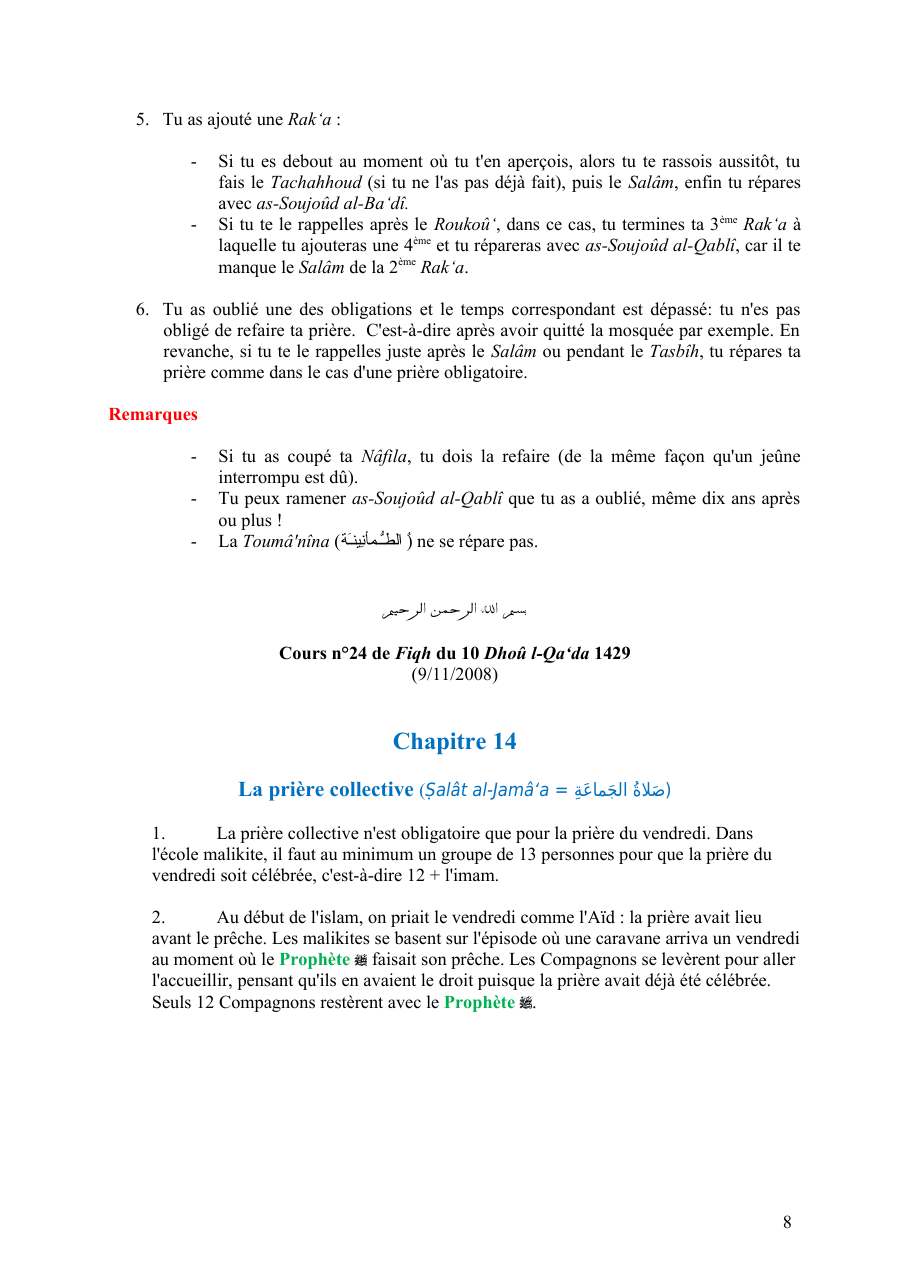 5. Tu as ajouté une Rak‘a :
- Si tu es debout au moment où tu t'en aperçois, alors tu te rassois aussitôt, tu
fais le Tachahhoud (si tu ne l'as pas déjà fait), puis le Salâm, enfin tu répares
avec as-Soujoûd al-Ba‘dî.
- Si tu te le rappelles après le Roukoû‘, dans ce cas, tu termines ta 3ème Rak‘a à
laquelle tu ajouteras une 4ème et tu répareras avec as-Soujoûd al-Qablî, car il te
manque le Salâm de la 2ème Rak‘a.
6. Tu as oublié une des obligations et le temps correspondant est dépassé: tu n'es pas
obligé de refaire ta prière. C'est-à-dire après avoir quitté la mosquée par exemple. En
revanche, si tu te le rappelles juste après le Salâm ou pendant le Tasbîh, tu répares ta
prière comme dans le cas d'une prière obligatoire.
Remarques
- Si tu as coupé ta Nâfila, tu dois la refaire (de la même façon qu'un jeûne
interrompu est dû).
- Tu peux ramener as-Soujoûd al-Qablî que tu as a oublié, même dix ans après
ou plus !
- La Toumâ'nîna (الطـُّـمأنِينـَة) ne se répare pas.
بسم الله الرحمن الرحيم
Cours n°24 de Fiqh du 10 Dhoû l-Qa‘da 1429
(9/11/2008)
Chapitre 14
La prière collective (Ṣalât al-Jamâ‘a = صَلاةُ الجَماعَةِ)
1. La prière collective n'est obligatoire que pour la prière du vendredi. Dans
l'école malikite, il faut au minimum un groupe de 13 personnes pour que la prière du
vendredi soit célébrée, c'est-à-dire 12 + l'imam.
2. Au début de l'islam, on priait le vendredi comme l'Aïd : la prière avait lieu
avant le prêche. Les malikites se basent sur l'épisode où une caravane arriva un vendredi
au moment où le Prophète ﷺ faisait son prêche. Les Compagnons se levèrent pour aller
l'accueillir, pensant qu'ils en avaient le droit puisque la prière avait déjà été célébrée.
Seuls 12 Compagnons restèrent avec le Prophète ﷺ.
8